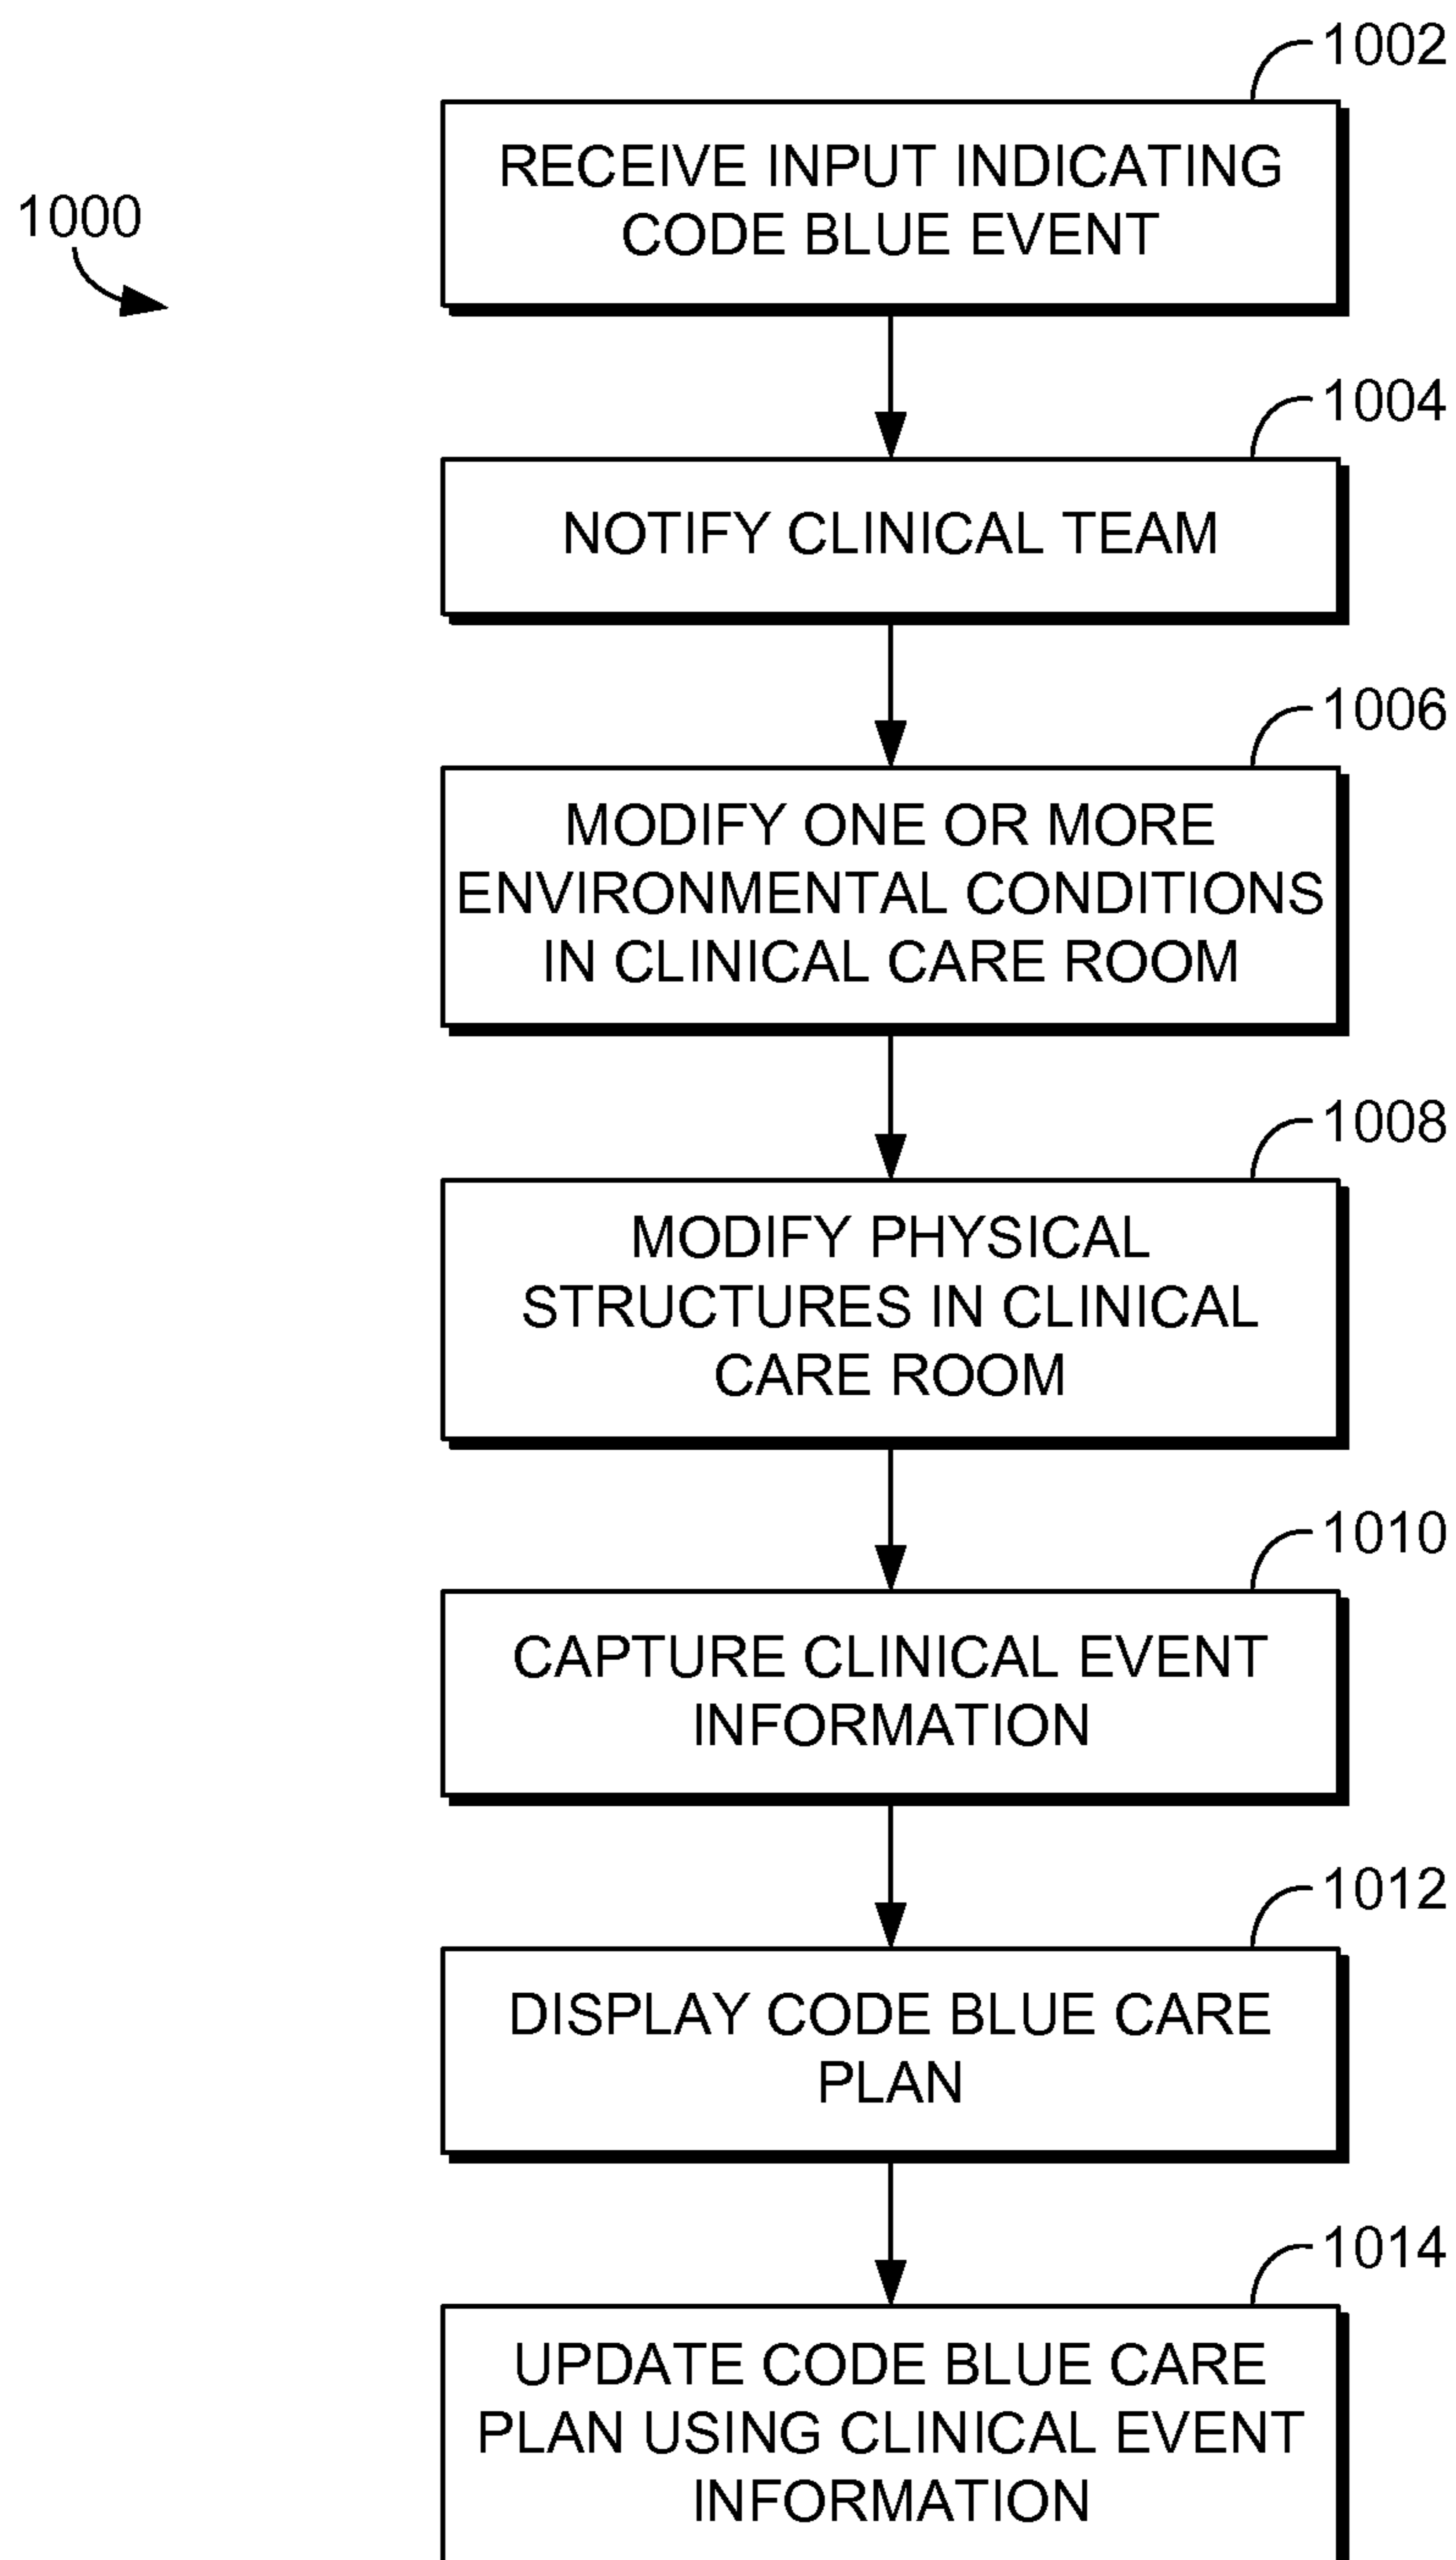 1002
RECEIVE INPUT INDICATING
CODE BLUE EVENT
1000
1004
NOTIFY CLINICAL TEAM
1006
MODIFY ONE OR MORE
ENVIRONMENTAL CONDITIONS
IN CLINICAL CARE ROOM
1008
MODIFY PHYSICAL
STRUCTURES IN CLINICAL
CARE ROOM
1010
CAPTURE CLINICAL EVENT
INFORMATION
1012
DISPLAY CODE BLUE CARE
PLAN
1014
UPDATE CODE BLUE CARE
PLAN USING CLINICAL EVENT
INFORMATION